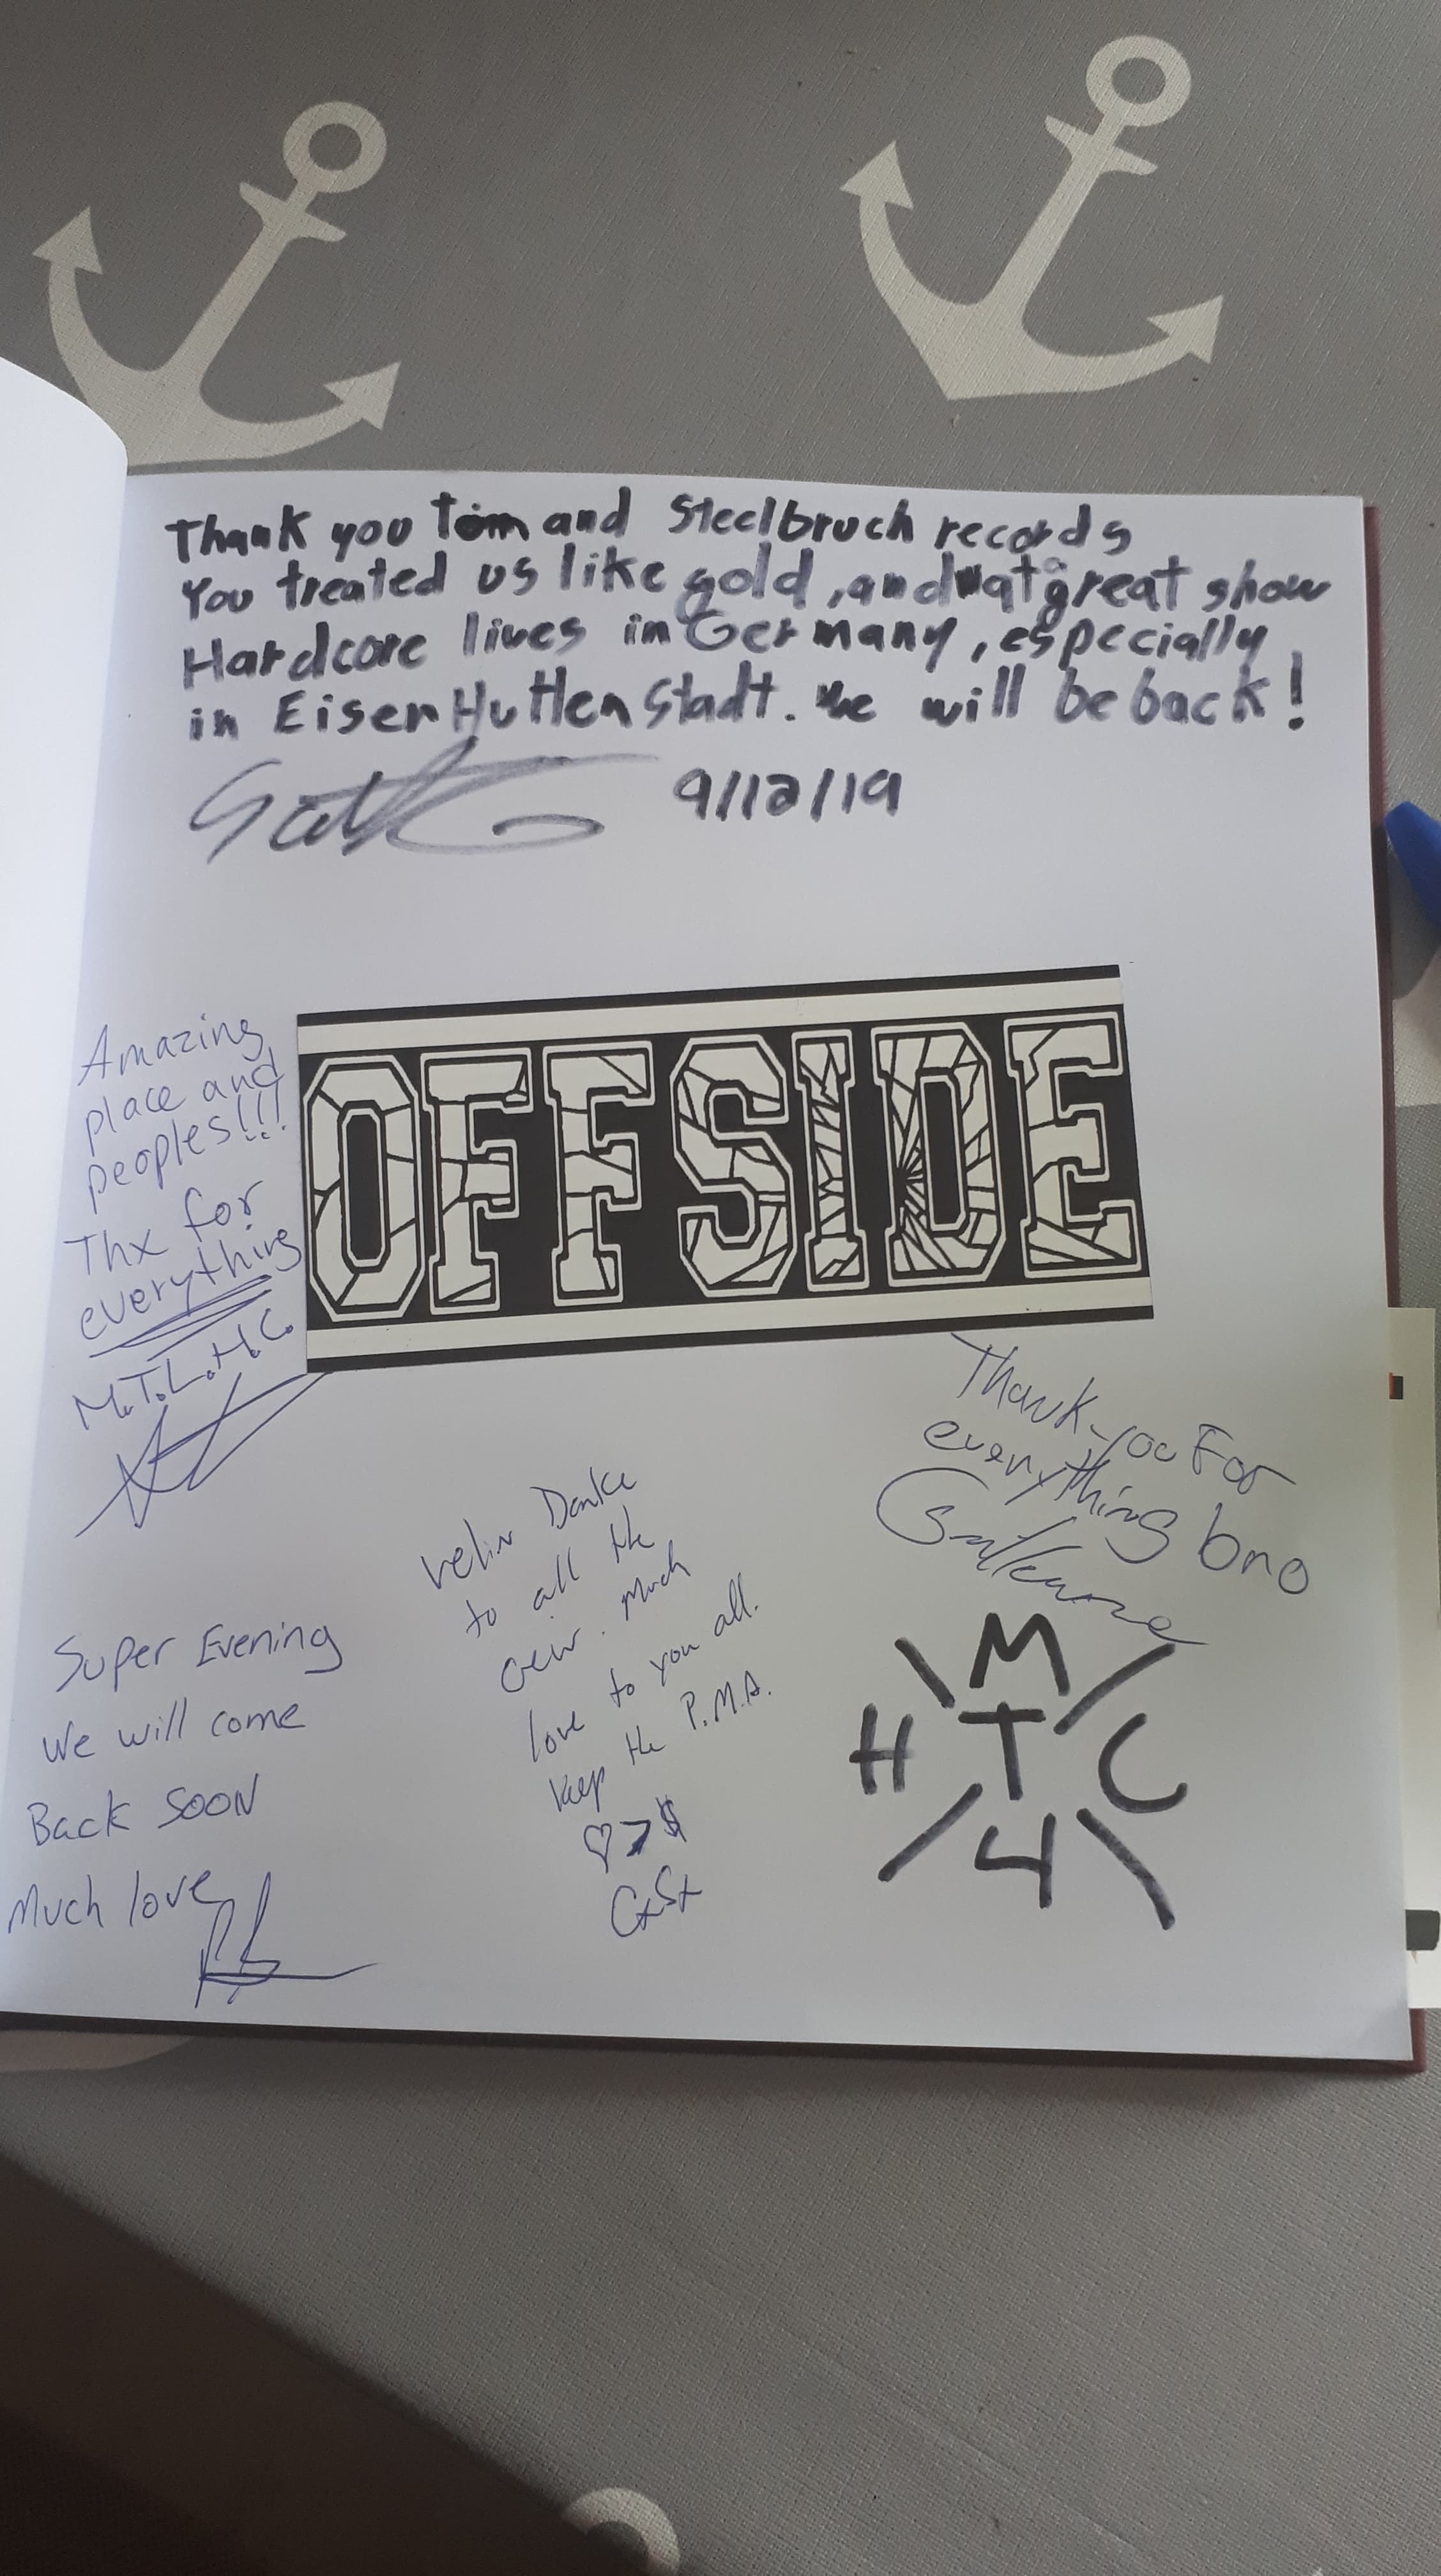 Thank you Tom and Steelbruch records
You treated us like gold, and wat great show
Hardcore lives in Germany, especially
in EisenHuttenstadt. We will be back!
9/12/19
OFFSIDE
Amazing
place and
peoples!!!
Thx for
everything
M.T.L.H.C.
Thank-you For
everything bro
Danke
to all the
crew. Much
love to you all.
keep the P.M.A.
♡>$
CxSx
Super Evening
We will come
Back SOON
Much love
M
H T C
4